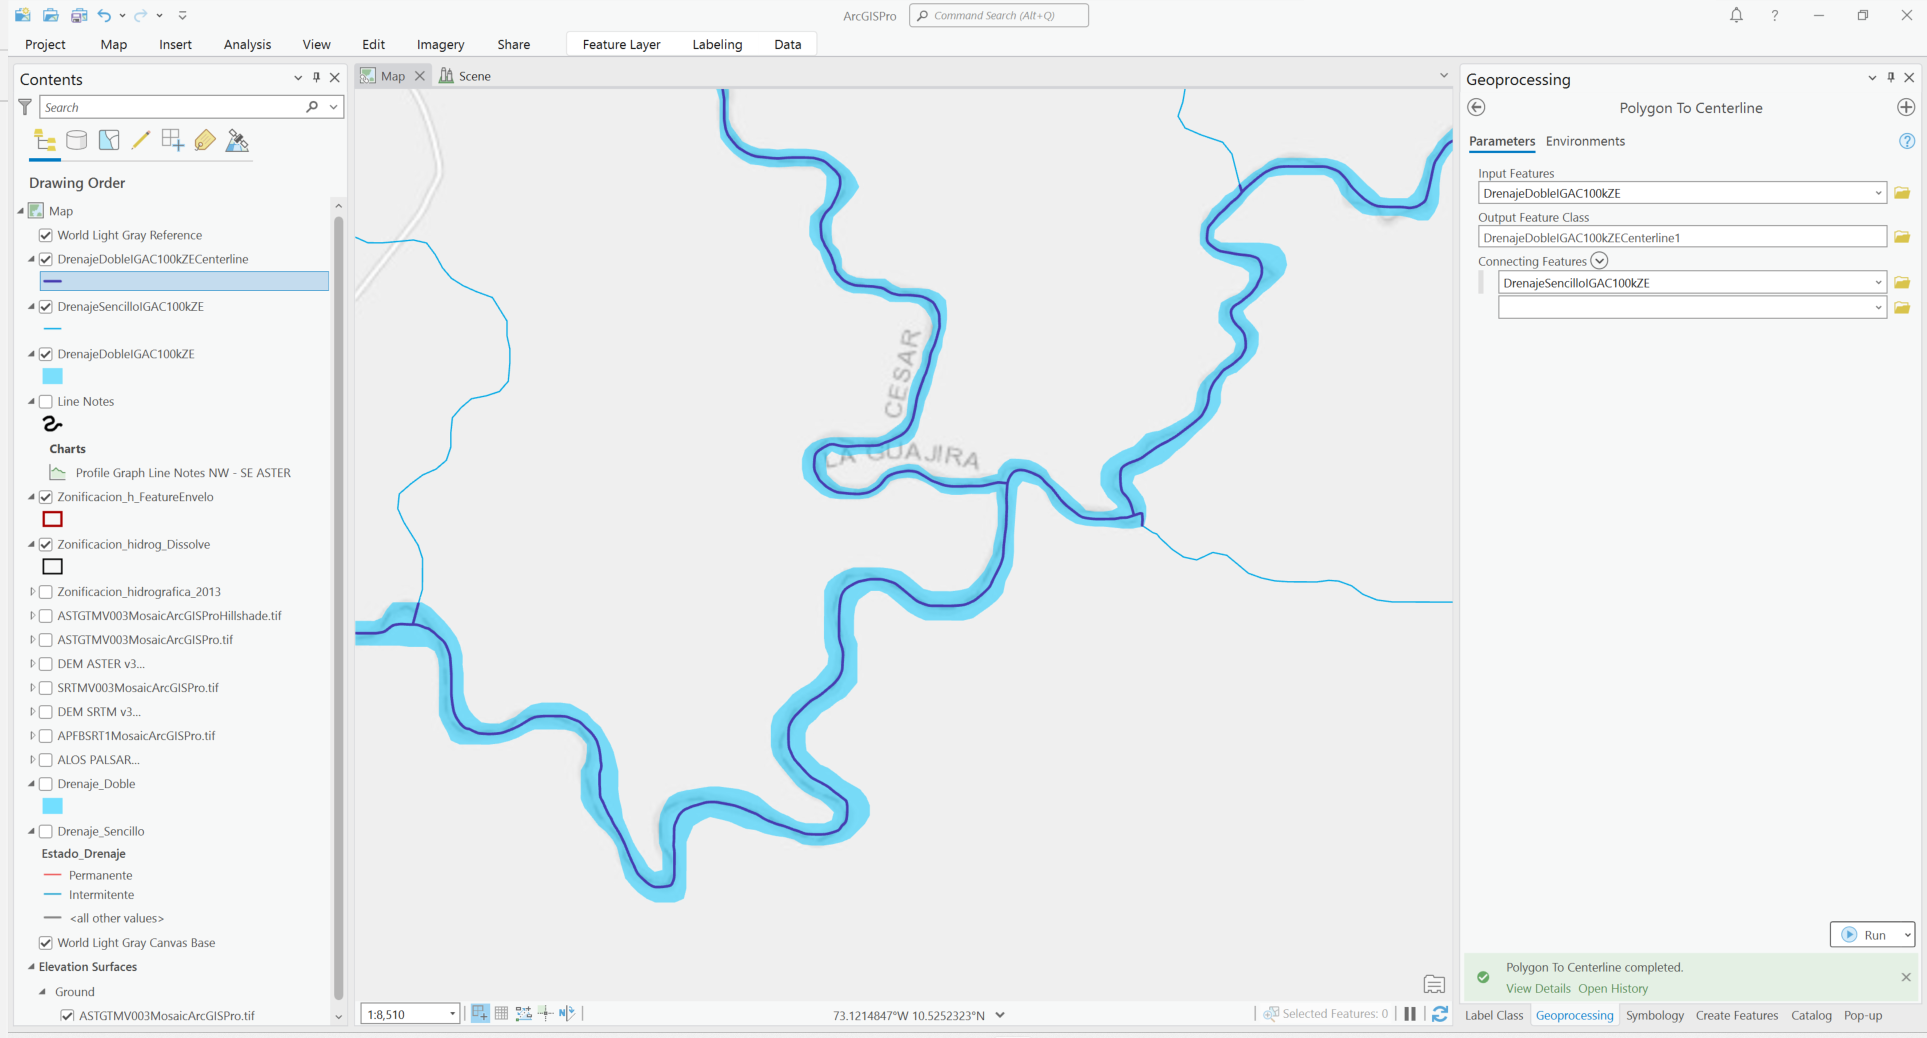 ArcGISPro
Command Search (Alt+Q)
Project Map Insert Analysis View Edit Imagery Share Feature Layer Labeling Data
Contents
Search
Drawing Order
Map
World Light Gray Reference
DrenajeDobleIGAC100kZECenterline
DrenajeSencilloIGAC100kZE
DrenajeDobleIGAC100kZE
Line Notes
Charts
Profile Graph Line Notes NW - SE ASTER
Zonificacion_h_FeatureEnvelo
Zonificacion_hidrog_Dissolve
Zonificacion_hidrografica_2013
ASTGTMV003MosaicArcGISProHillshade.tif
ASTGTMV003MosaicArcGISPro.tif
DEM ASTER v3...
SRTMV003MosaicArcGISPro.tif
DEM SRTM v3...
APFBSRT1MosaicArcGISPro.tif
ALOS PALSAR...
Drenaje_Doble
Drenaje_Sencillo
Estado_Drenaje
Permanente
Intermitente
<all other values>
World Light Gray Canvas Base
Elevation Surfaces
Ground
ASTGTMV003MosaicArcGISPro.tif
Map Scene
CESAR
LA GUAJIRA
1:8,510
73.1214847°W 10.5252323°N
Selected Features: 0
Geoprocessing
Polygon To Centerline
Parameters Environments
Input Features
DrenajeDobleIGAC100kZE
Output Feature Class
DrenajeDobleIGAC100kZECenterline1
Connecting Features
DrenajeSencilloIGAC100kZE
Run
Polygon To Centerline completed.
View Details Open History
Label Class Geoprocessing Symbology Create Features Catalog Pop-up